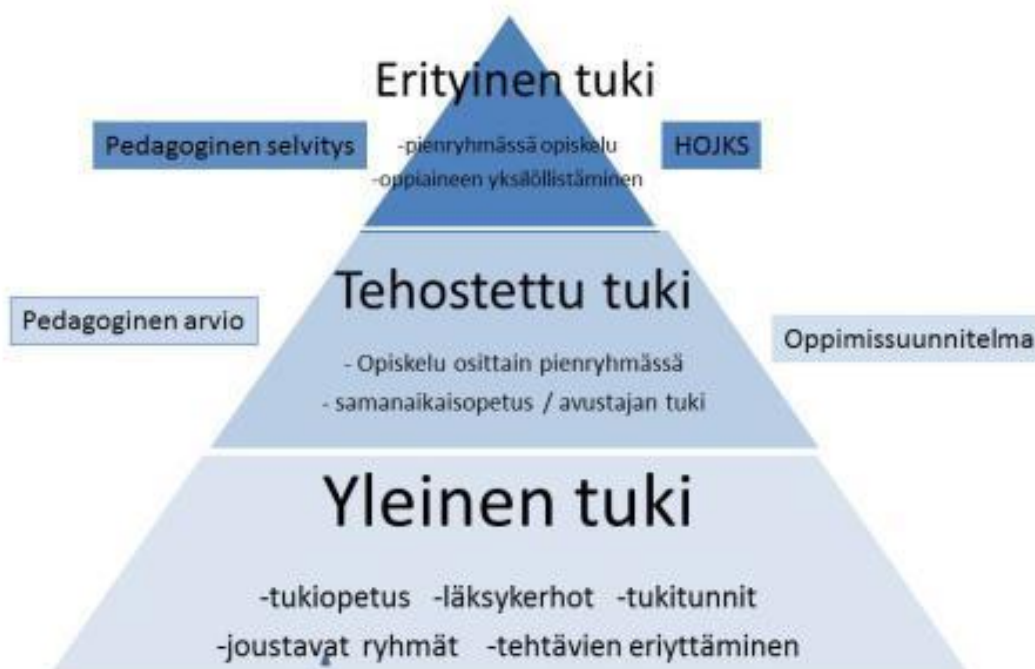 Erityinen tuki
Pedagoginen selvitys
-pienryhmässä opiskelu
-oppiaineen yksilöllistäminen
HOJKS
Tehostettu tuki
Pedagoginen arvio
- Opiskelu osittain pienryhmässä
- samanaikaisopetus / avustajan tuki
Oppimissuunnitelma
Yleinen tuki
-tukiopetus -läksykerhot -tukitunnit
-joustavat ryhmät -tehtävien eriyttäminen